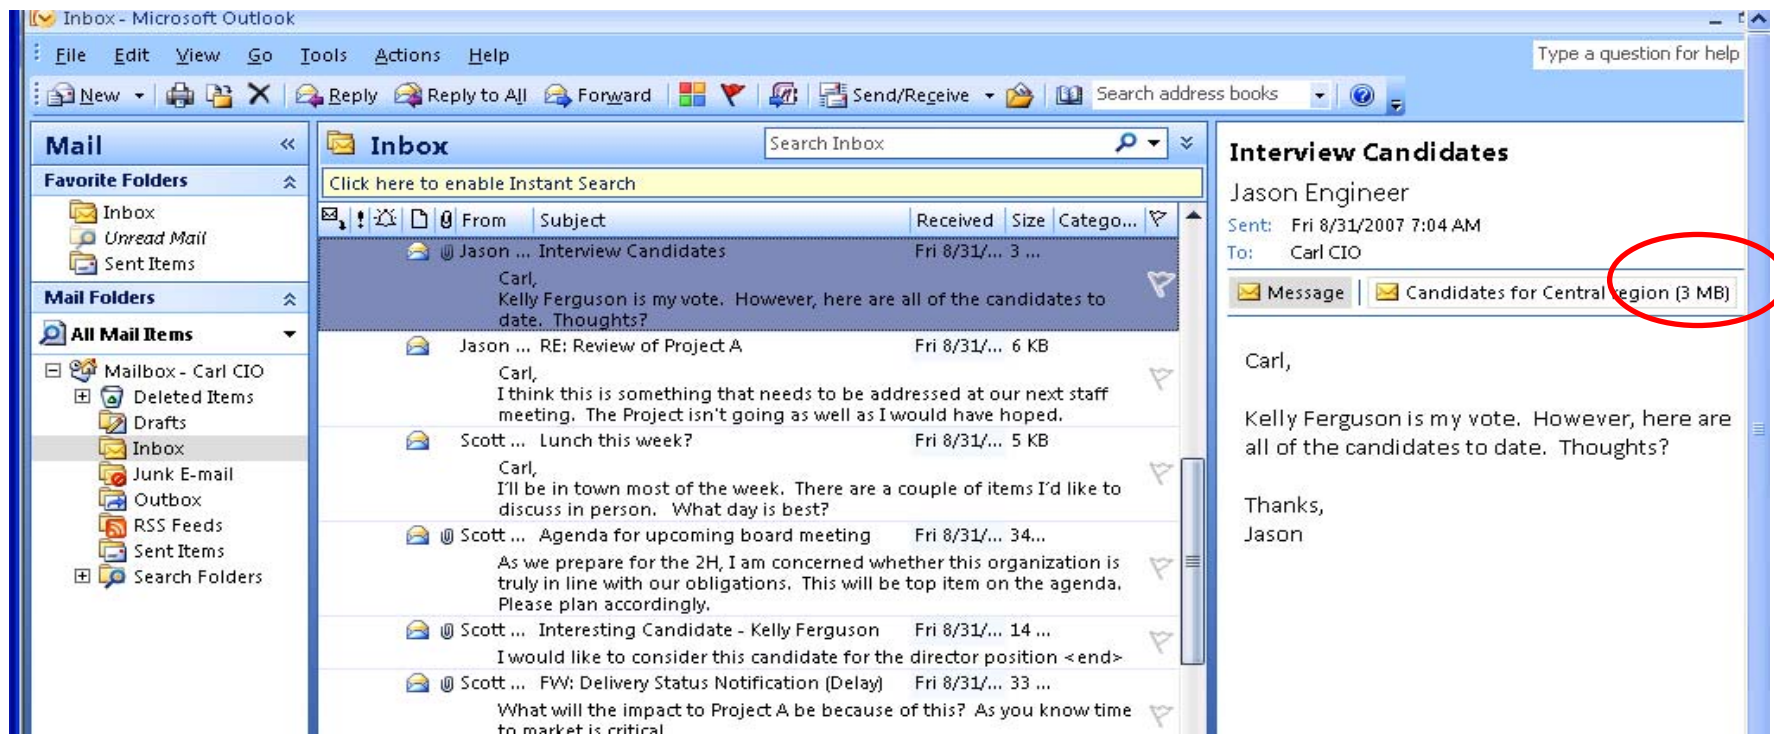 Inbox - Microsoft Outlook
File Edit View Go Tools Actions Help
Type a question for help
New Reply Reply to All Forward Send/Receive Search address books
Mail «
Favorite Folders
Inbox
Unread Mail
Sent Items
Mail Folders
All Mail Items
Mailbox - Carl CIO
Deleted Items
Drafts
Inbox
Junk E-mail
Outbox
RSS Feeds
Sent Items
Search Folders
Inbox
Search Inbox
Click here to enable Instant Search
From Subject Received Size Catego...
Jason ... Interview Candidates Fri 8/31/... 3 ...
Carl,
Kelly Ferguson is my vote. However, here are all of the candidates to
date. Thoughts?
Jason ... RE: Review of Project A Fri 8/31/... 6 KB
Carl,
I think this is something that needs to be addressed at our next staff
meeting. The Project isn't going as well as I would have hoped.
Scott ... Lunch this week? Fri 8/31/... 5 KB
Carl,
I'll be in town most of the week. There are a couple of items I'd like to
discuss in person. What day is best?
Scott ... Agenda for upcoming board meeting Fri 8/31/... 34...
As we prepare for the 2H, I am concerned whether this organization is
truly in line with our obligations. This will be top item on the agenda.
Please plan accordingly.
Scott ... Interesting Candidate - Kelly Ferguson Fri 8/31/... 14 ...
I would like to consider this candidate for the director position <end>
Scott ... FW: Delivery Status Notification (Delay) Fri 8/31/... 33 ...
What will the impact to Project A be because of this? As you know time
to market is critical
Interview Candidates
Jason Engineer
Sent: Fri 8/31/2007 7:04 AM
To: Carl CIO
Message Candidates for Central region (3 MB)
Carl,
Kelly Ferguson is my vote. However, here are
all of the candidates to date. Thoughts?
Thanks,
Jason